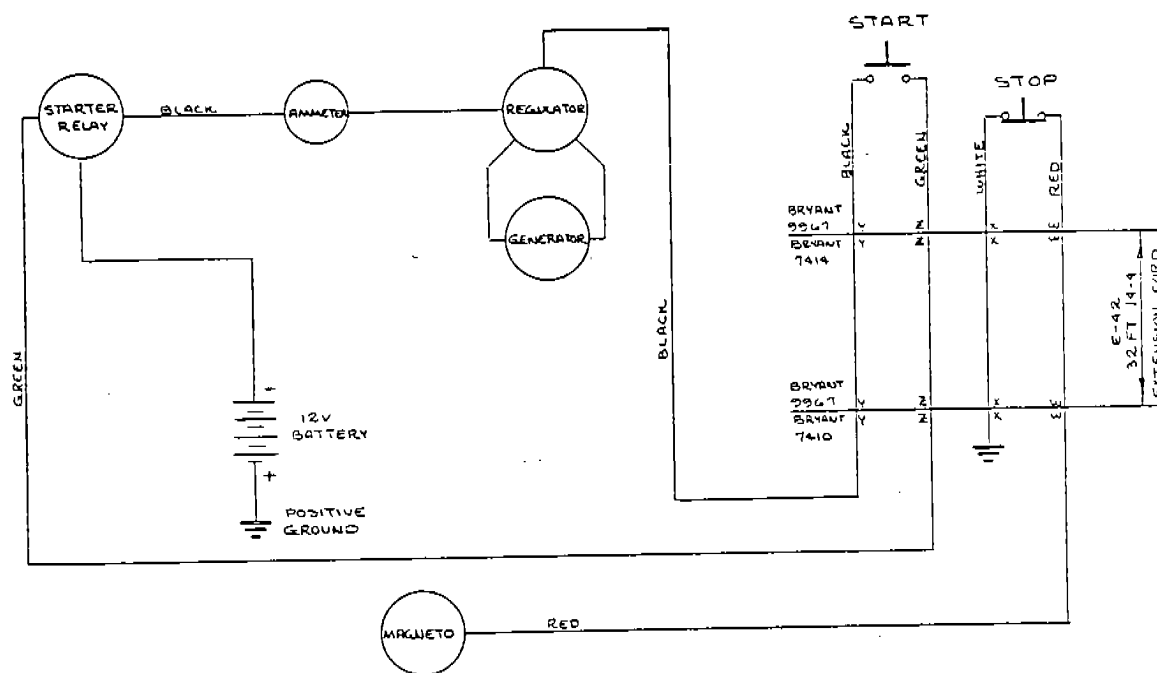 START
STOP
STARTER
RELAY
BLACK
AMMETER
REGULATOR
GENERATOR
BLACK
GREEN
WHITE
RED
BRYANT
9967
BRYANT
7414
Y
Z
X
W
Y
Z
X
W
E-42
32 FT 14-4
EXTENSION CORD
BLACK
GREEN
12V
BATTERY
+
POSITIVE
GROUND
BRYANT
9967
BRYANT
7410
Y
Z
X
W
Y
Z
X
W
MAGNETO
RED